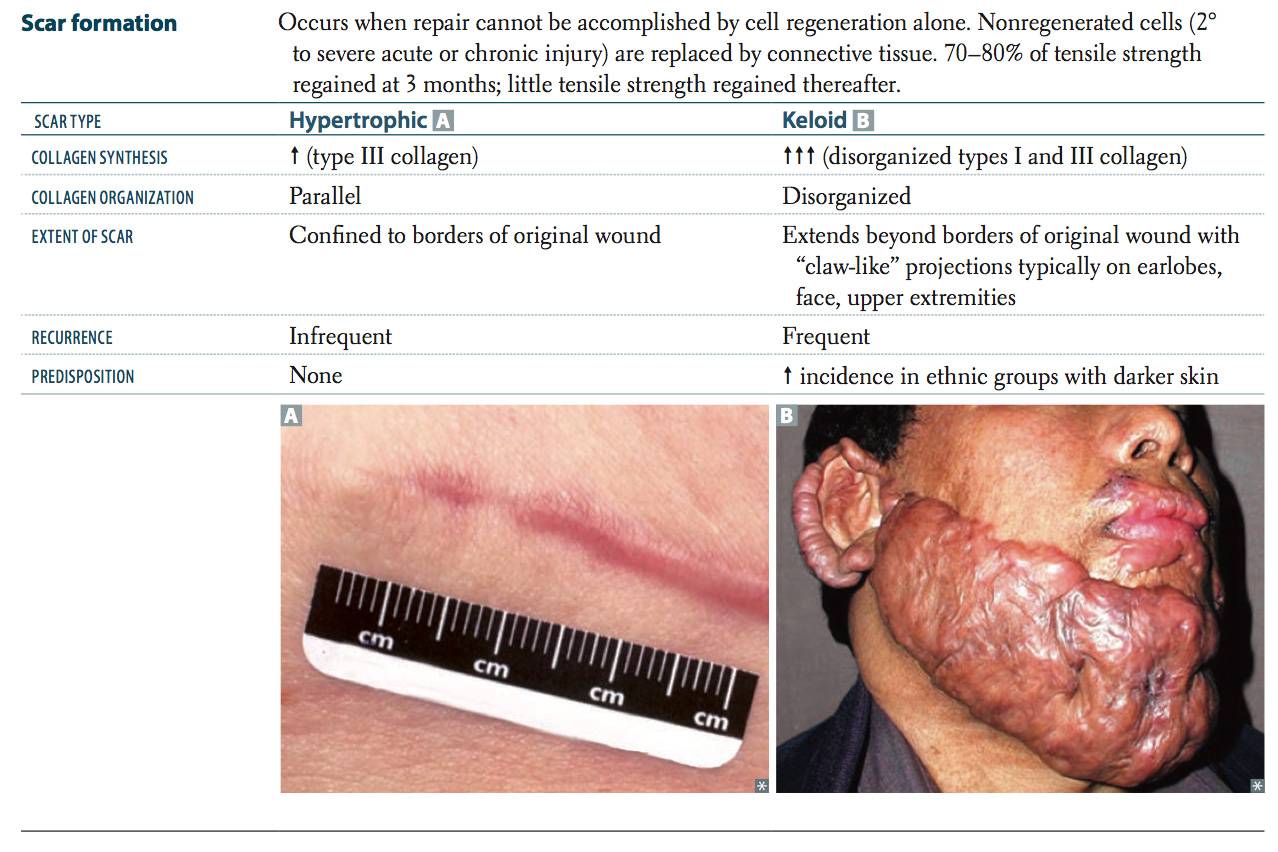 Scar formation
Occurs when repair cannot be accomplished by cell regeneration alone. Nonregenerated cells (2°
to severe acute or chronic injury) are replaced by connective tissue. 70–80% of tensile strength
regained at 3 months; little tensile strength regained thereafter.
SCAR TYPE Hypertrophic A Keloid B
COLLAGEN SYNTHESIS ↑ (type III collagen) ↑↑↑ (disorganized types I and III collagen)
COLLAGEN ORGANIZATION Parallel Disorganized
EXTENT OF SCAR Confined to borders of original wound Extends beyond borders of original wound with
“claw-like” projections typically on earlobes,
face, upper extremities
RECURRENCE Infrequent Frequent
PREDISPOSITION None ↑ incidence in ethnic groups with darker skin
A B
cm
cm
cm
cm
* *